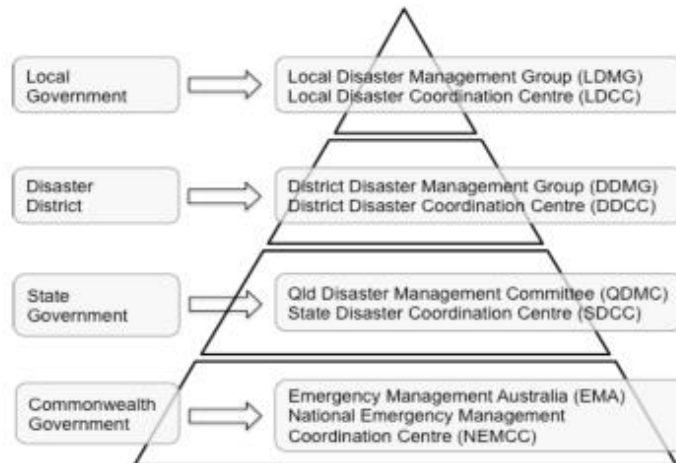 Local
Government
Local Disaster Management Group (LDMG)
Local Disaster Coordination Centre (LDCC)
Disaster
District
District Disaster Management Group (DDMG)
District Disaster Coordination Centre (DDCC)
State
Government
Qld Disaster Management Committee (QDMC)
State Disaster Coordination Centre (SDCC)
Commonwealth
Government
Emergency Management Australia (EMA)
National Emergency Management
Coordination Centre (NEMCC)